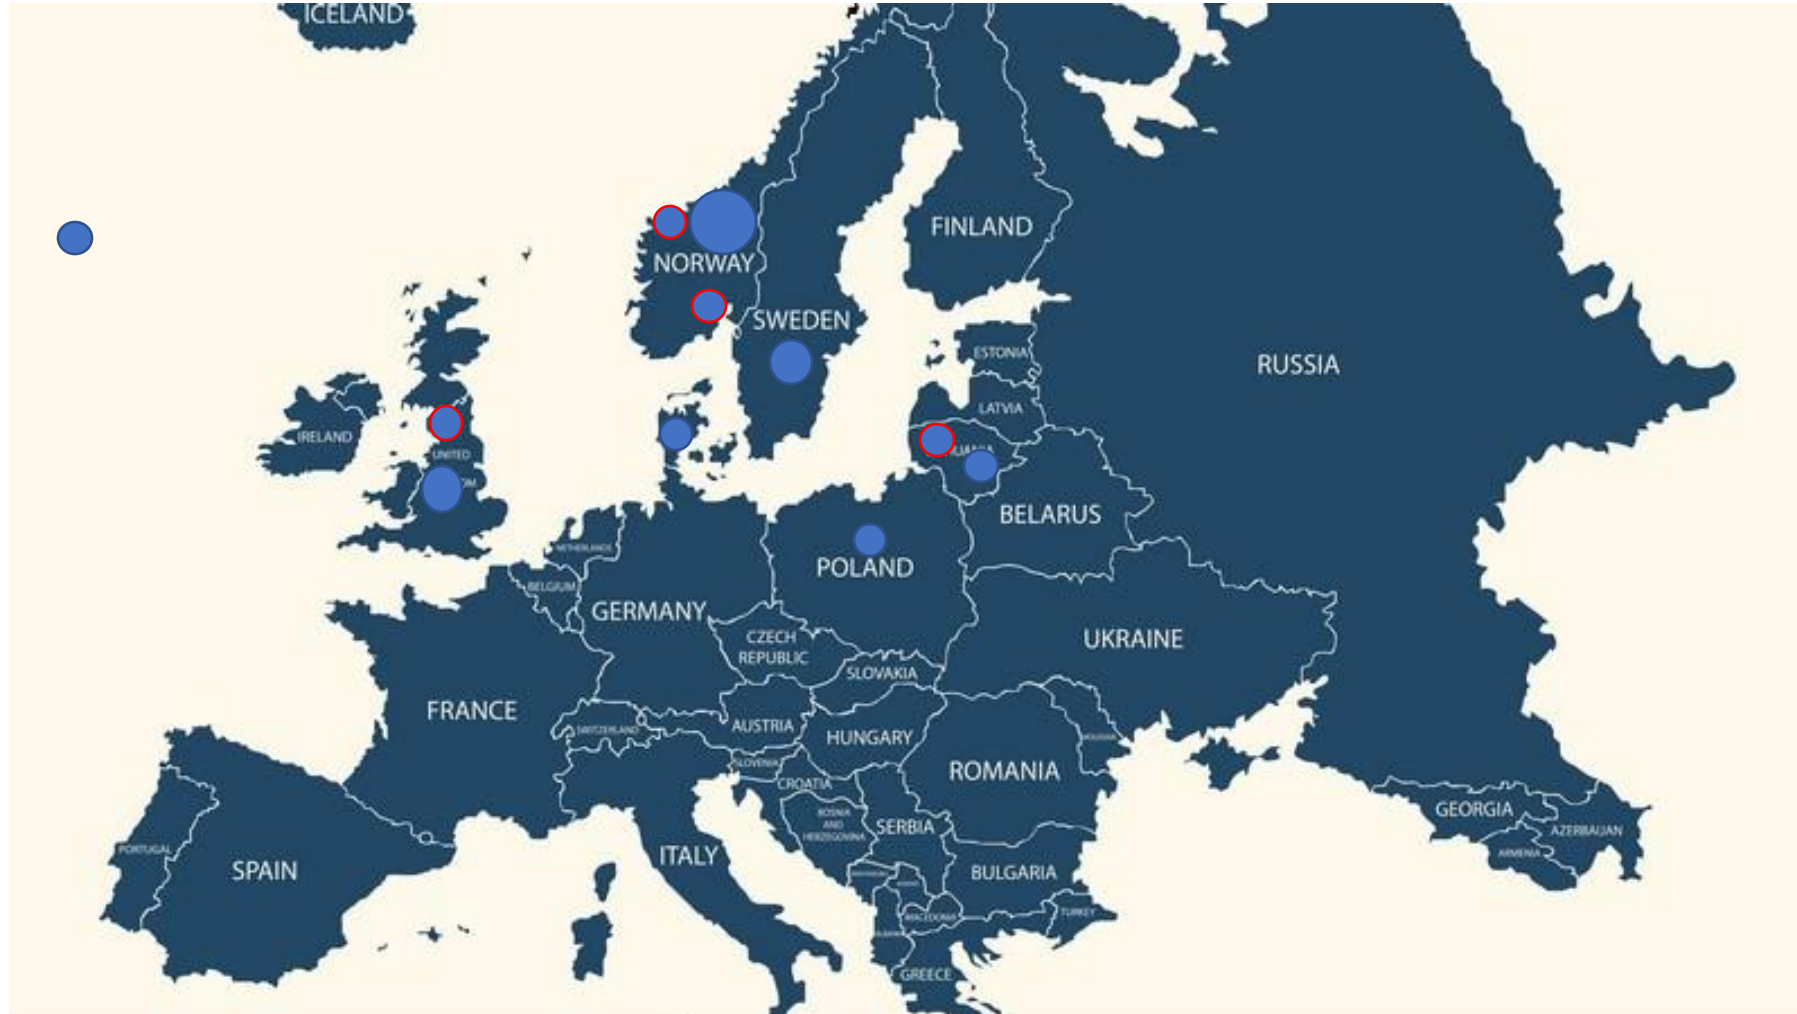 ICELAND
FINLAND
NORWAY
SWEDEN
ESTONIA
RUSSIA
LATVIA
IRELAND
UNITED
BELARUS
NETHERLANDS
POLAND
BELGIUM
GERMANY
CZECH
REPUBLIC
UKRAINE
SLOVAKIA
FRANCE
SWITZERLAND
AUSTRIA
HUNGARY
MOLDOVA
SLOVENIA
ROMANIA
CROATIA
BOSNIA
AND
HERZEGOVINA
SERBIA
GEORGIA
AZERBAIJAN
ARMENIA
PORTUGAL
SPAIN
ITALY
BULGARIA
MACEDONIA
TURKEY
GREECE